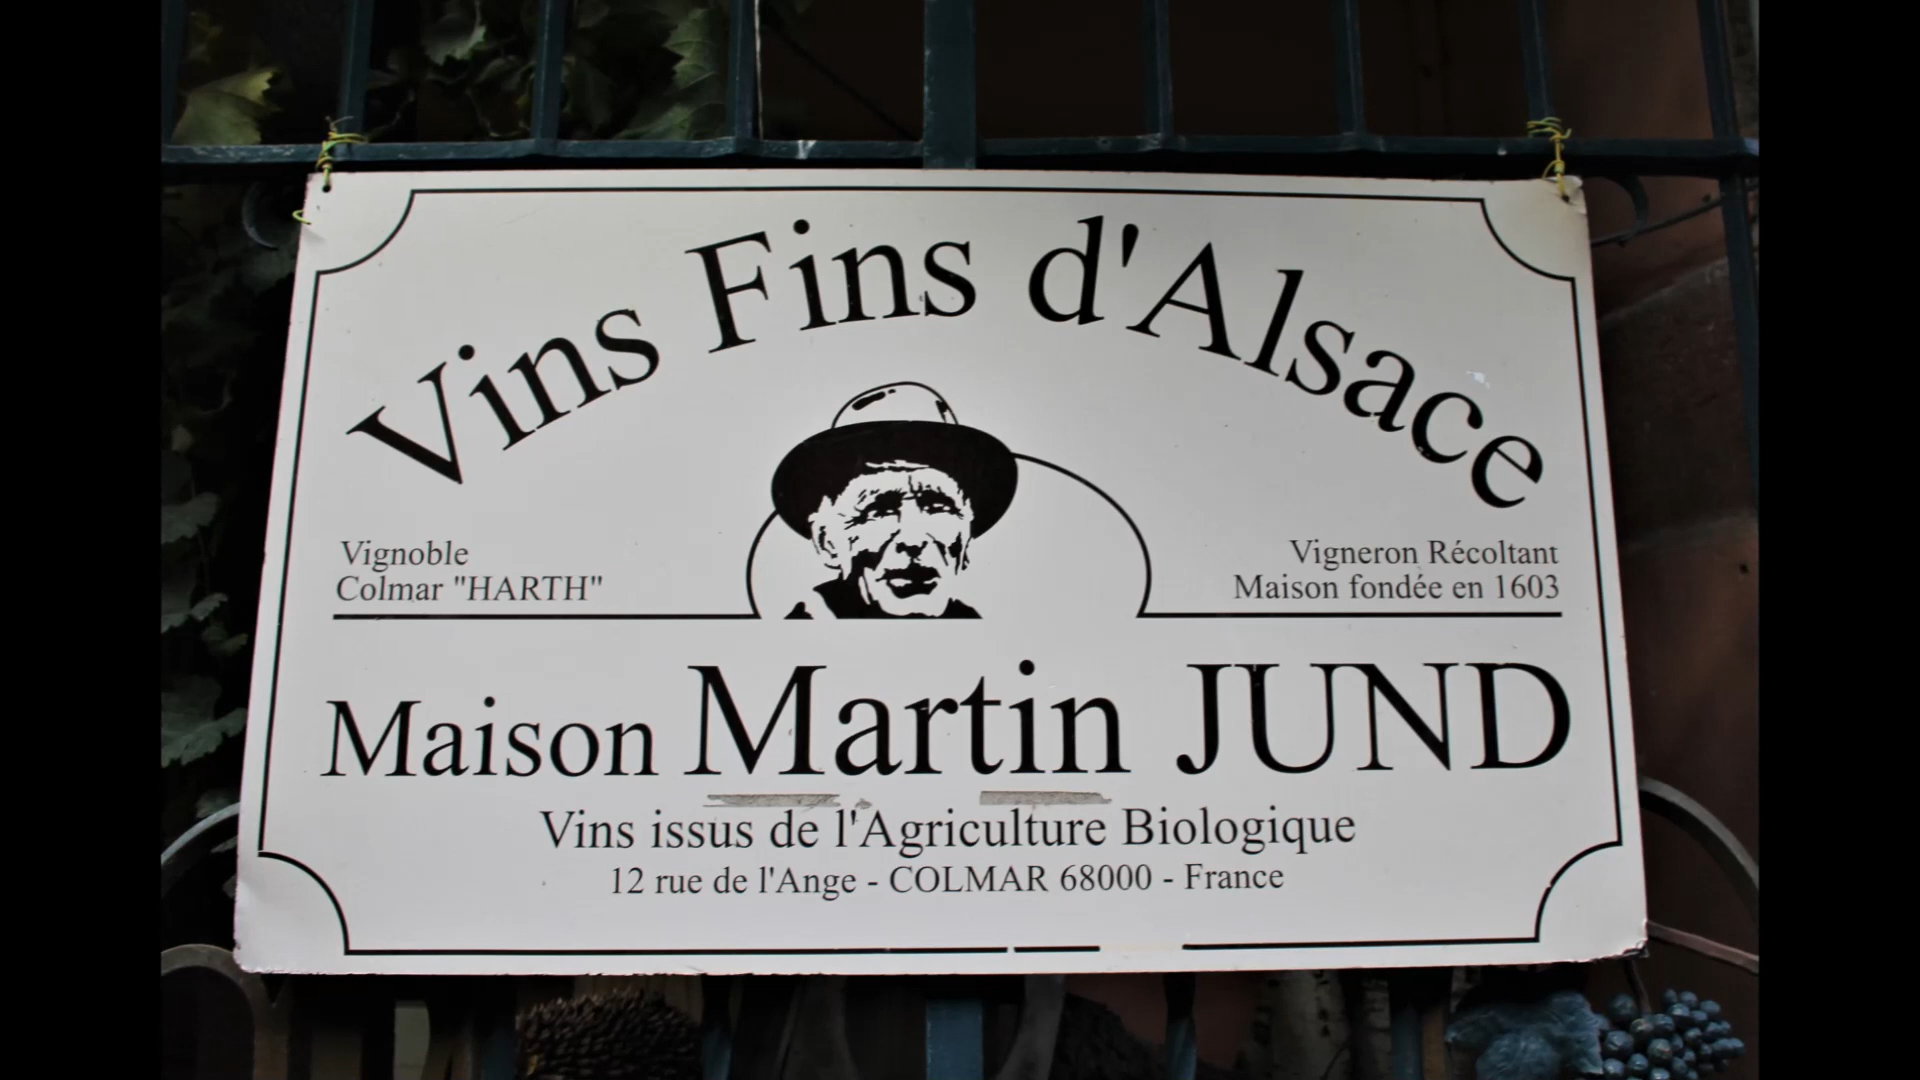 Vins Fins d'Alsace
Vignoble
Colmar "HARTH"
Vigneron Récoltant
Maison fondée en 1603
Maison Martin JUND
Vins issus de l'Agriculture Biologique
12 rue de l'Ange - COLMAR 68000 - France